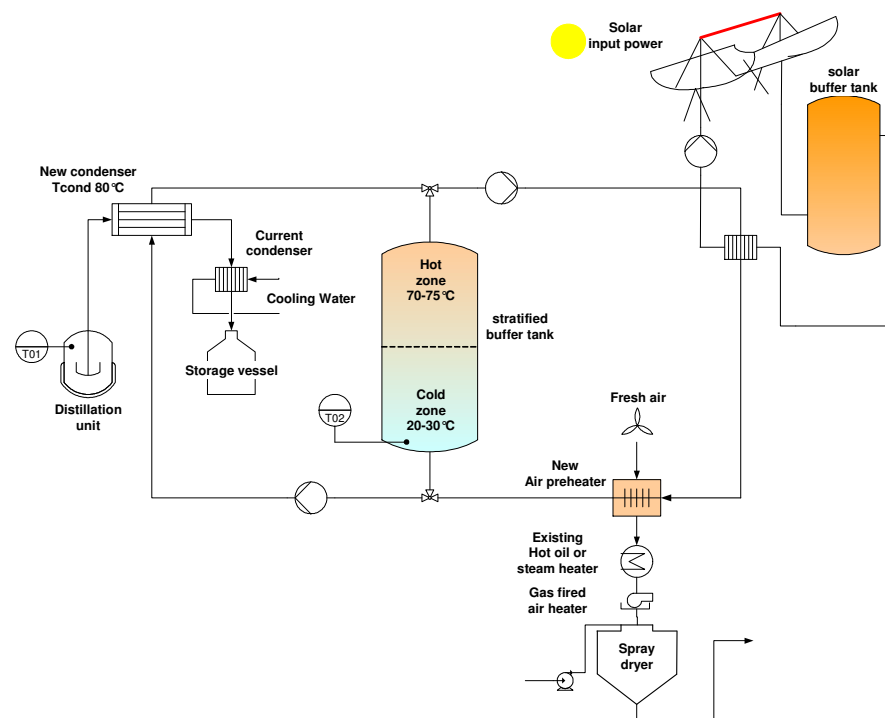 Solar
input power
solar
buffer tank
New condenser
Tcond 80°C
Current
condenser
Cooling Water
Hot
zone
70-75°C
stratified
buffer tank
T01
Storage vessel
Distillation
unit
T02
Cold
zone
20-30°C
Fresh air
New
Air preheater
Existing
Hot oil or
steam heater
Gas fired
air heater
Spray
dryer